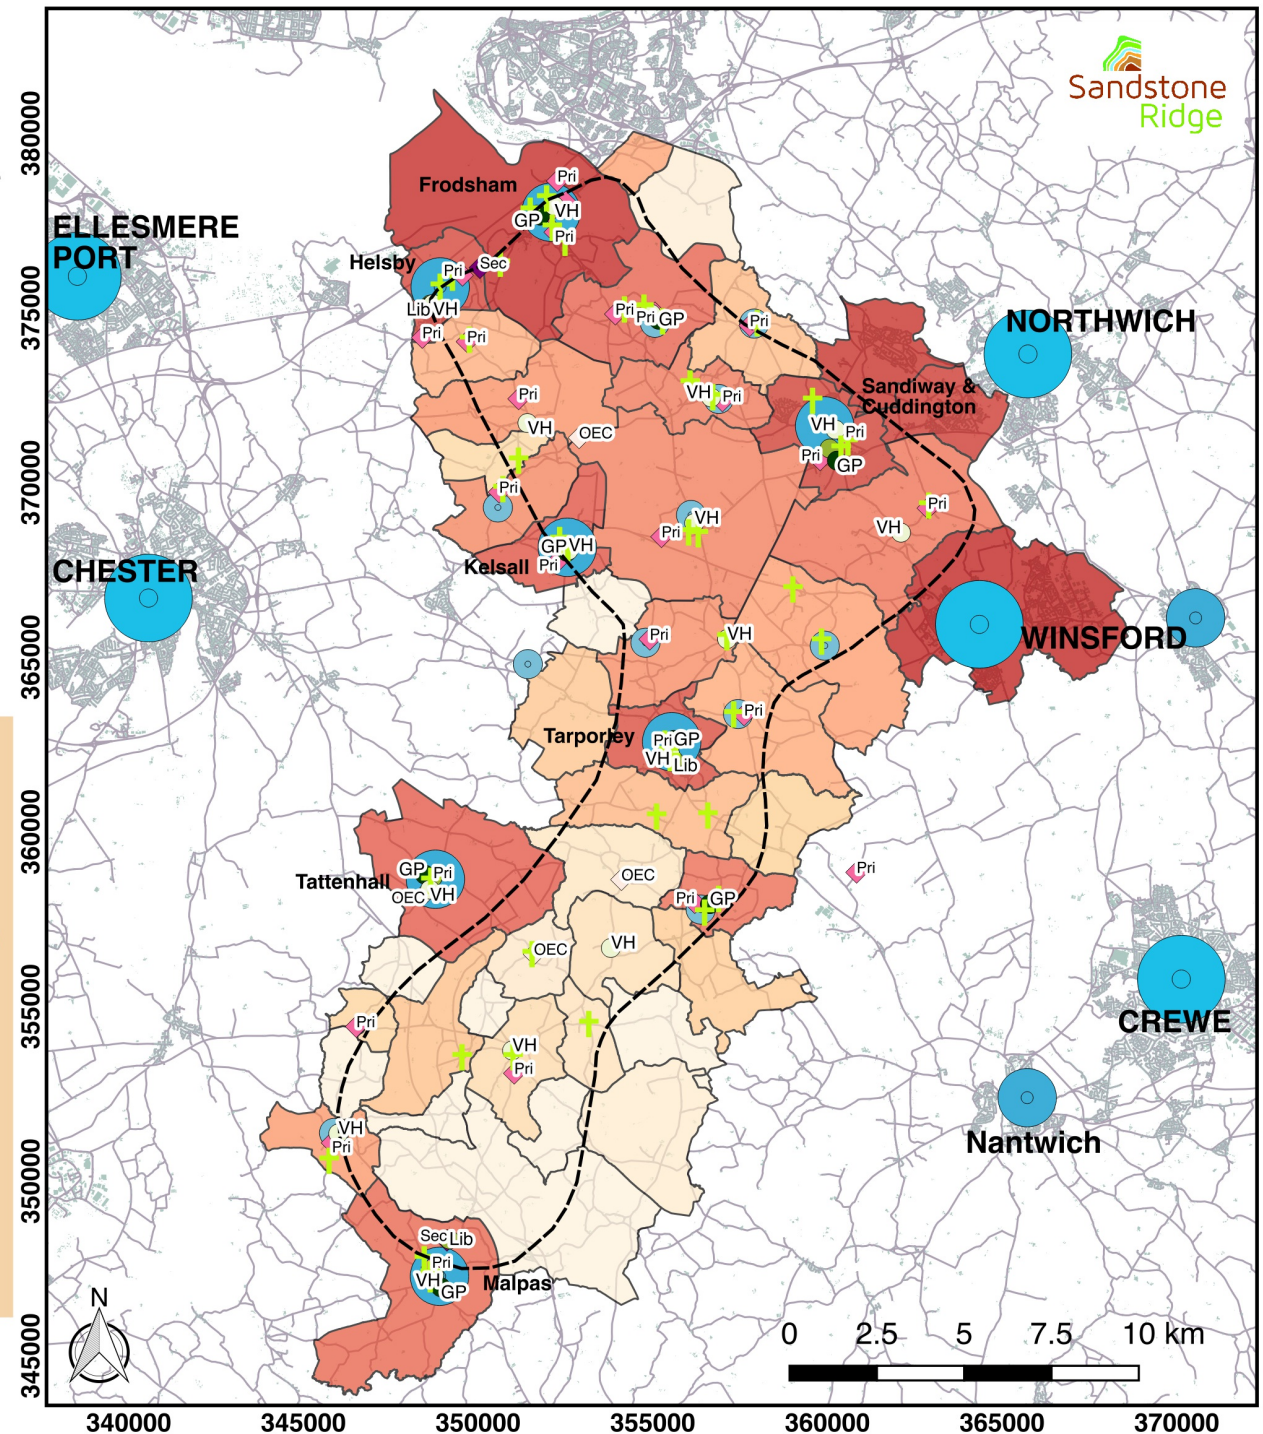 Sandstone
Ridge
380000
375000
370000
365000
360000
355000
350000
345000
Pri
Frodsham
VH
GP
Pri
ELLESMERE
PORT
Helsby
Pri
Sec
Lib VH
Pri
Pri
Pri
Pri
GP
Pri
NORTHWICH
Sandiway &
Cuddington
VH
Pri
Pri
VH
OEC
VH
Pri
Pri
GP
Pri
VH
Pri
Pri
VH
GP VH
Pri
Kelsall
CHESTER
Pri
VH
WINSFORD
Pri
Tarporley
Pri GP
VH
Lib
Pri
GP
Pri
OEC
VH
Tattenhall
OEC
Pri
GP
OEC
VH
CREWE
Pri
VH
Pri
VH
Pri
Nantwich
Sec Lib
Pri
VH
GP
Malpas
N
0 2.5 5 7.5 10 km
340000 345000 350000 355000 360000 365000 370000